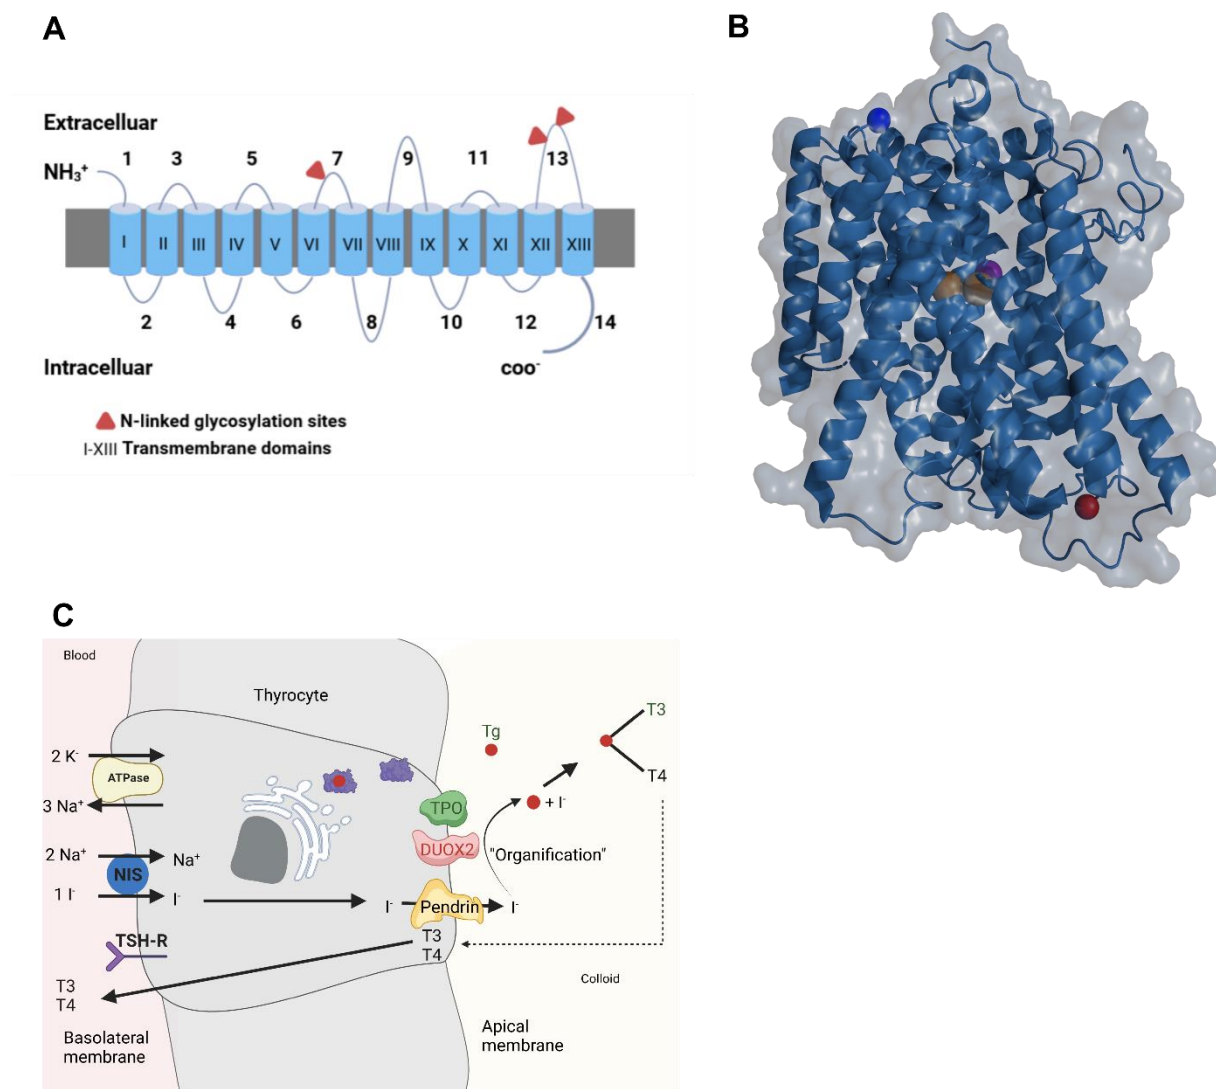 A
Extracelluar
1 3 5 7 9 11 13
NH₃⁺
I II III IV V VI VII VIII IX X XI XII XIII
2 4 6 8 10 12 14
Intracelluar
coo⁻
N-linked glycosylation sites
I-XIII Transmembrane domains
B
C
Blood
Thyrocyte
2 K⁻
ATPase
3 Na⁺
2 Na⁺
Na⁺
NIS
1 I⁻
I⁻
TSH-R
T3
T4
Basolateral
membrane
TPO
DUOX2
I⁻
Pendrin
I⁻
T3
T4
Tg
+ I⁻
"Organification"
T3
T4
Colloid
Apical
membrane